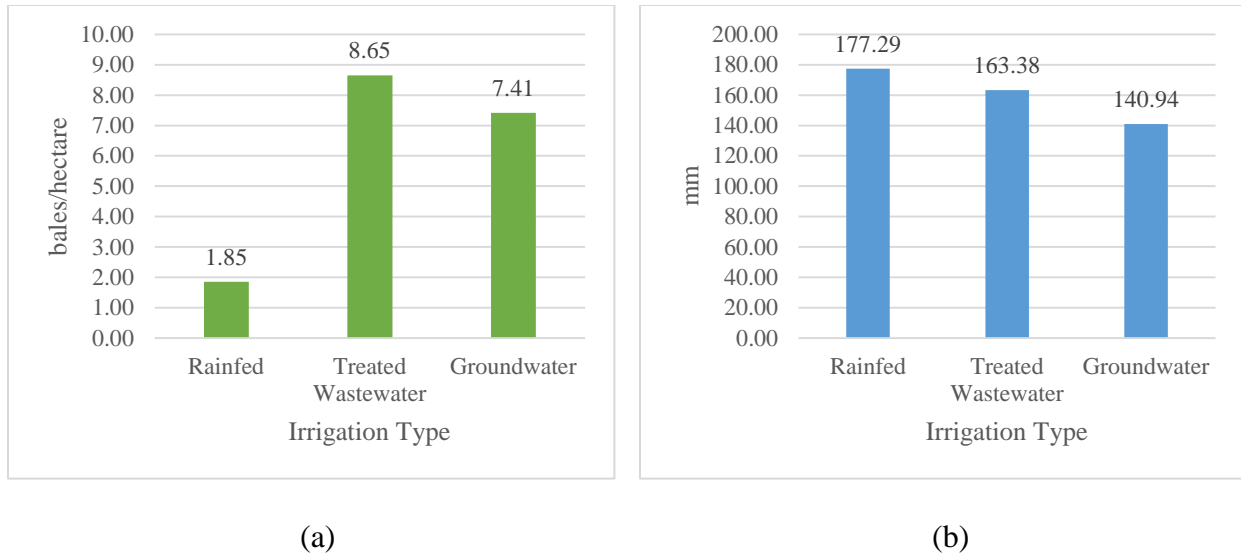 10.00
9.00
8.00
7.00
6.00
5.00
4.00
3.00
2.00
1.00
0.00
bales/hectare
1.85
8.65
7.41
Rainfed
Treated
Wastewater
Groundwater
Irrigation Type
(a)
200.00
180.00
160.00
140.00
120.00
100.00
80.00
60.00
40.00
20.00
0.00
mm
177.29
163.38
140.94
Rainfed
Treated
Wastewater
Groundwater
Irrigation Type
(b)